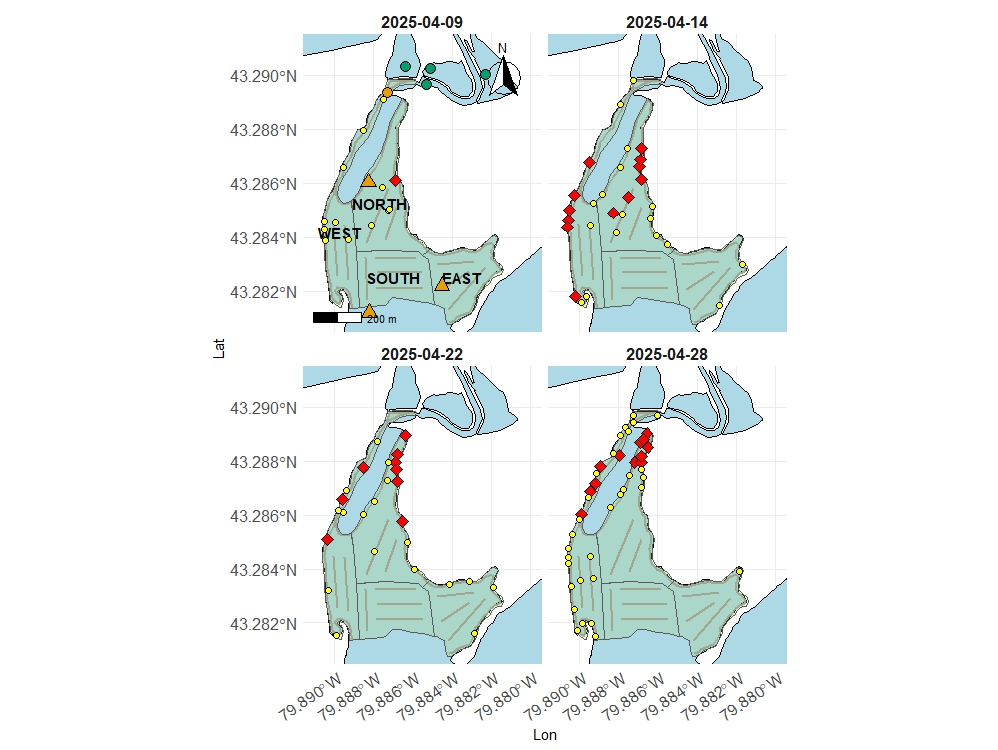 2025-04-09
2025-04-14
N
43.290°N
43.288°N
43.286°N
43.284°N
43.282°N
NORTH
WEST
SOUTH
EAST
200 m
Lat
2025-04-22
2025-04-28
43.290°N
43.288°N
43.286°N
43.284°N
43.282°N
79.890°W
79.888°W
79.886°W
79.884°W
79.882°W
79.880°W
79.890°W
79.888°W
79.886°W
79.884°W
79.882°W
79.880°W
Lon